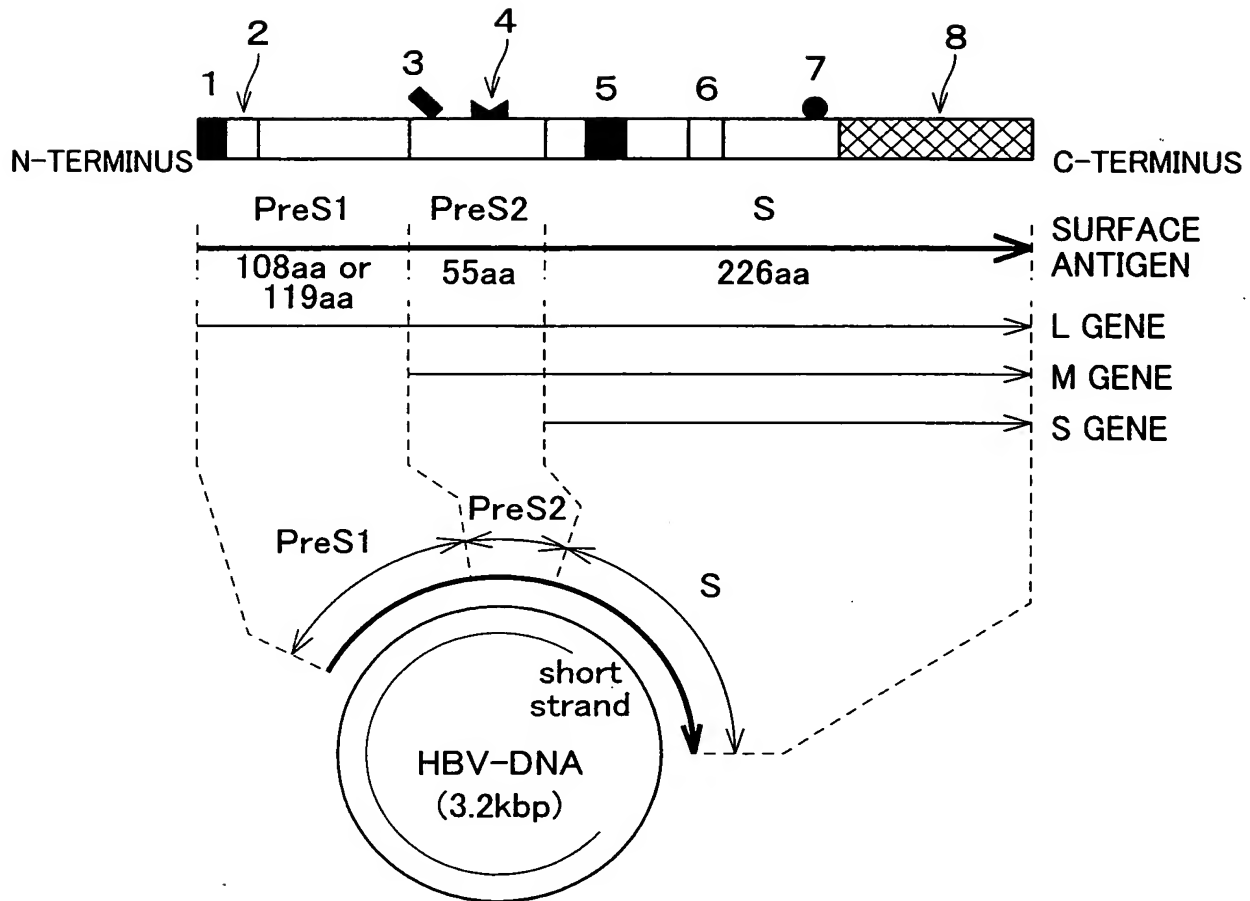 1 2 3 4 5 6 7 8
N-TERMINUS C-TERMINUS
PreS1 PreS2 S
SURFACE
ANTIGEN
108aa or
119aa
55aa
226aa
L GENE
M GENE
S GENE
PreS2
PreS1
S
short
strand
HBV-DNA
(3.2kbp)